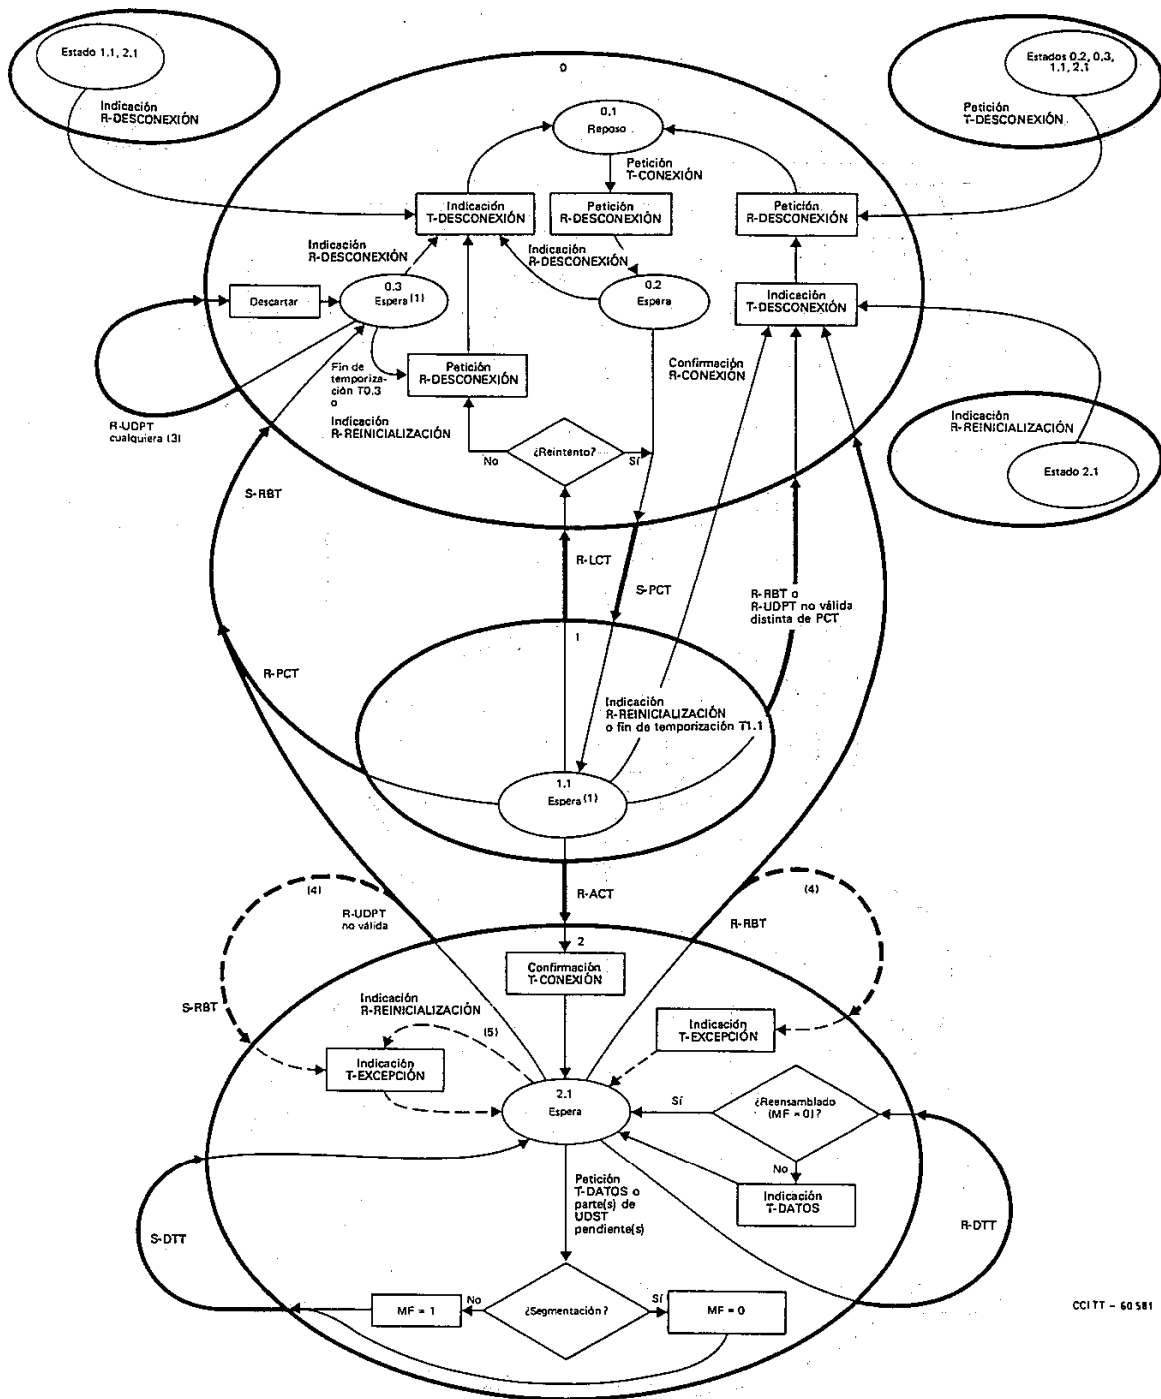 Estado 1.1, 2.1
Indicación
R-DESCONEXIÓN
0
Estados 0.2, 0.3,
1.1, 2.1
Petición
T-DESCONEXIÓN
0.1
Reposo
Petición
T-CONEXIÓN
Indicación
T-DESCONEXIÓN
Petición
R-DESCONEXIÓN
Petición
R-DESCONEXIÓN
Indicación
R-DESCONEXIÓN
Indicación
R-DESCONEXIÓN
Descartar
0.3
Espera (1)
0.2
Espera
Indicación
T-DESCONEXIÓN
Fin de
temporiza-
ción T0.3
o
Indicación
R-REINICIALIZACIÓN
Petición
R-DESCONEXIÓN
Confirmación
R-CONEXIÓN
R-UDPT
cualquiera (3)
Indicación
R-REINICIALIZACIÓN
Estado 2.1
No
¿Reintento?
Sí
S-RBT
R-LCT
S-PCT
R-RBT o
R-UDPT no válida
distinta de PCT
1
R-PCT
Indicación
R-REINICIALIZACIÓN
o fin de temporización T1.1
1.1
Espera (1)
R-ACT
(4)
R-UDPT
no válida
R-RBT
(4)
2
Confirmación
T-CONEXIÓN
S-RBT
Indicación
R-REINICIALIZACIÓN
(5)
Indicación
T-EXCEPCIÓN
Indicación
T-EXCEPCIÓN
2.1
Espera
Sí
¿Reensamblado
(MF = 0)?
No
Indicación
T-DATOS
Petición
T-DATOS o
parte(s) de
UDST
pendiente(s)
S-DTT
R-DTT
MF = 1
No
¿Segmentación?
Sí
MF = 0
CCITT - 60 581